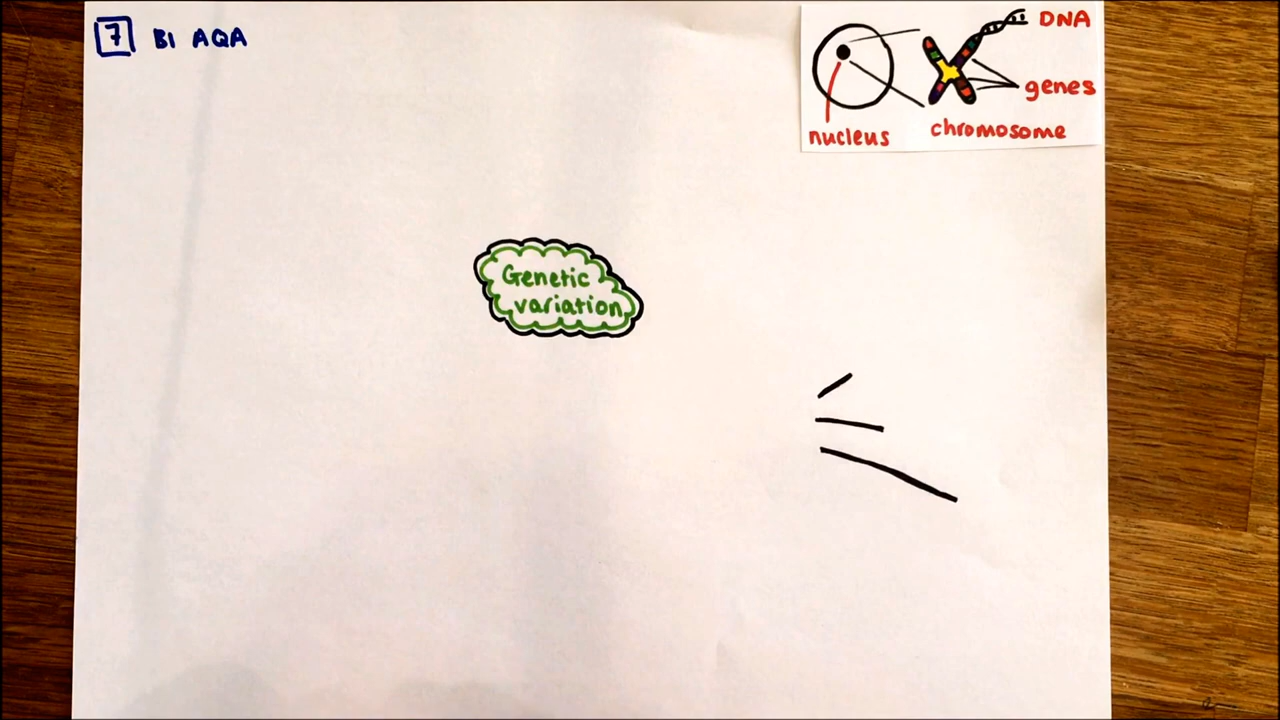 7 B1 AQA
DNA
genes
nucleus
chromosome
Genetic
variation